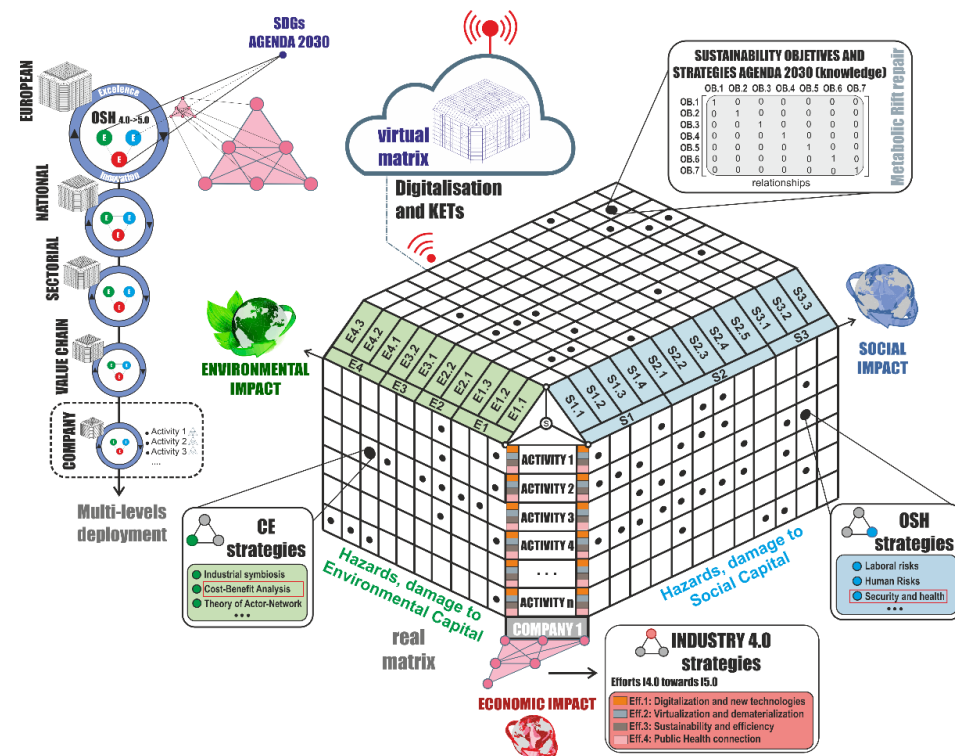 SDGs
AGENDA 2030
EUROPEAN
Excelence
OSH 4.0->5.0
E
E
E
Innovation
NATIONAL
E
E
E
SECTORIAL
E
E
E
VALUE CHAIN
COMPANY
• Activity 1
• Activity 2
• Activity 3
....
Multi-levels
deployment
virtual
matrix
Digitalisation
and KETs
SUSTAINABILITY OBJETIVES AND
STRATEGIES AGENDA 2030 (knowledge)
OB.1 OB.2 OB.3 OB.4 OB.5 OB.6 OB.7
OB.1 1 0 0 0 0 0 0
OB.2 0 1 0 0 0 0 0
OB.3 0 0 1 0 0 0 0
OB.4 0 0 0 1 0 0 0
OB.5 0 0 0 0 1 0 0
OB.6 0 0 0 0 0 1 0
OB.7 0 0 0 0 0 0 1
relationships
Metabolic Rift repair
ENVIRONMENTAL
IMPACT
SOCIAL
IMPACT
E4.3
E4.2
E4.1
E3.2
E3.1
E2.2
E2.1
E1.3
E1.2
E1.1
E4
E3
E2
E1
S1.1
S1.2
S1.3
S1.4
S2.1
S2.2
S2.3
S2.4
S2.5
S3.1
S3.2
S3.3
S1
S2
S3
S
ACTIVITY 1
ACTIVITY 2
ACTIVITY 3
ACTIVITY 4
...
ACTIVITY n
COMPANY 1
Hazards, damage to
Environmental Capital
Hazards, damage to
Social Capital
real
matrix
CE
strategies
Industrial symbiosis
Cost-Benefit Analysis
Theory of Actor-Network
•••
OSH
strategies
Laboral risks
Human Risks
Security and health
•••
ECONOMIC IMPACT
INDUSTRY 4.0
strategies
Efforts I4.0 towards I5.0
Eff.1: Digitalization and new technologies
Eff.2: Virtualization and dematerialization
Eff.3: Sustainability and efficiency
Eff.4: Public Health connection